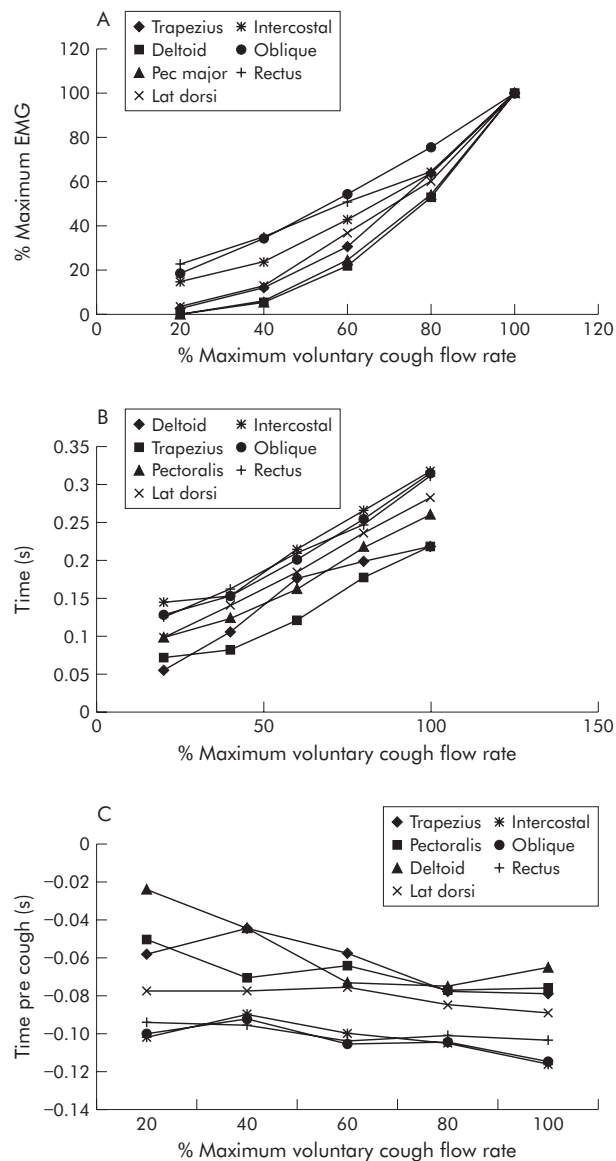 A
Trapezius Intercostal
Deltoid Oblique
Pec major Rectus
Lat dorsi
120
100
80
60
40
20
0
% Maximum EMG
0 20 40 60 80 100 120
% Maximum voluntary cough flow rate
B
Deltoid Intercostal
Trapezius Oblique
Pectoralis Rectus
Lat dorsi
0.35
0.3
0.25
0.2
0.15
0.1
0.05
0
Time (s)
0 50 100 150
% Maximum voluntary cough flow rate
C
Trapezius Intercostal
Pectoralis Oblique
Deltoid Rectus
Lat dorsi
0
−0.02
−0.04
−0.06
−0.08
−0.10
−0.12
−0.14
Time pre cough (s)
20 40 60 80 100
% Maximum voluntary cough flow rate